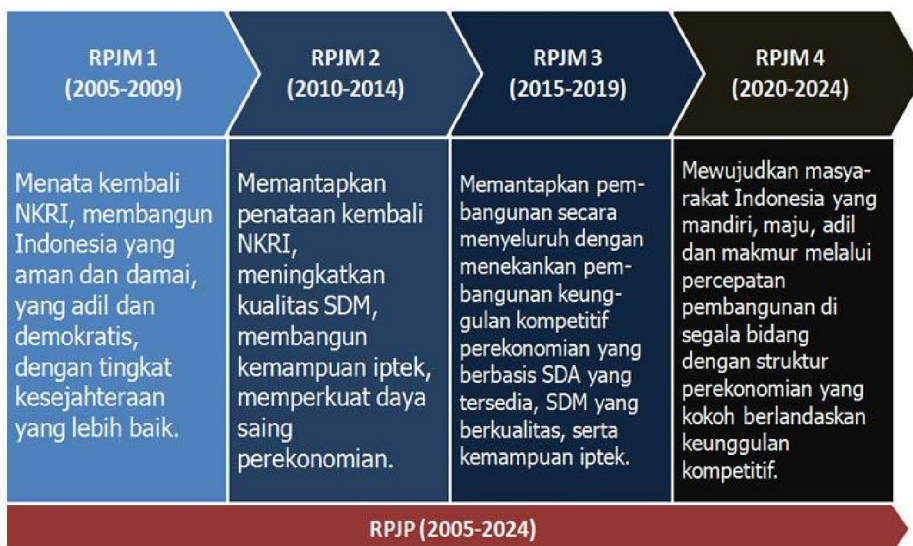 RPJM 1
(2005-2009)
Menata kembali
NKRI, membangun
Indonesia yang
aman dan damai,
yang adil dan
demokratis,
dengan tingkat
kesejahteraan
yang lebih baik.
RPJM 2
(2010-2014)
Memantapkan
penataan kembali
NKRI,
meningkatkan
kualitas SDM,
membangun
kemampuan iptek,
memperkuat daya
saing
perekonomian.
RPJM 3
(2015-2019)
Memantapkan pem-
bangunan secara
menyeluruh dengan
menekankan pem-
bangunan keung-
gulan kompetitif
perekonomian yang
berbasis SDA yang
tersedia, SDM yang
berkualitas, serta
kemampuan iptek.
RPJM 4
(2020-2024)
Mewujudkan masya-
rakat Indonesia yang
mandiri, maju, adil
dan makmur melalui
percepatan
pembangunan di
segala bidang
dengan struktur
perekonomian yang
kokoh berlandaskan
keunggulan
kompetitif.
RPJP (2005-2024)